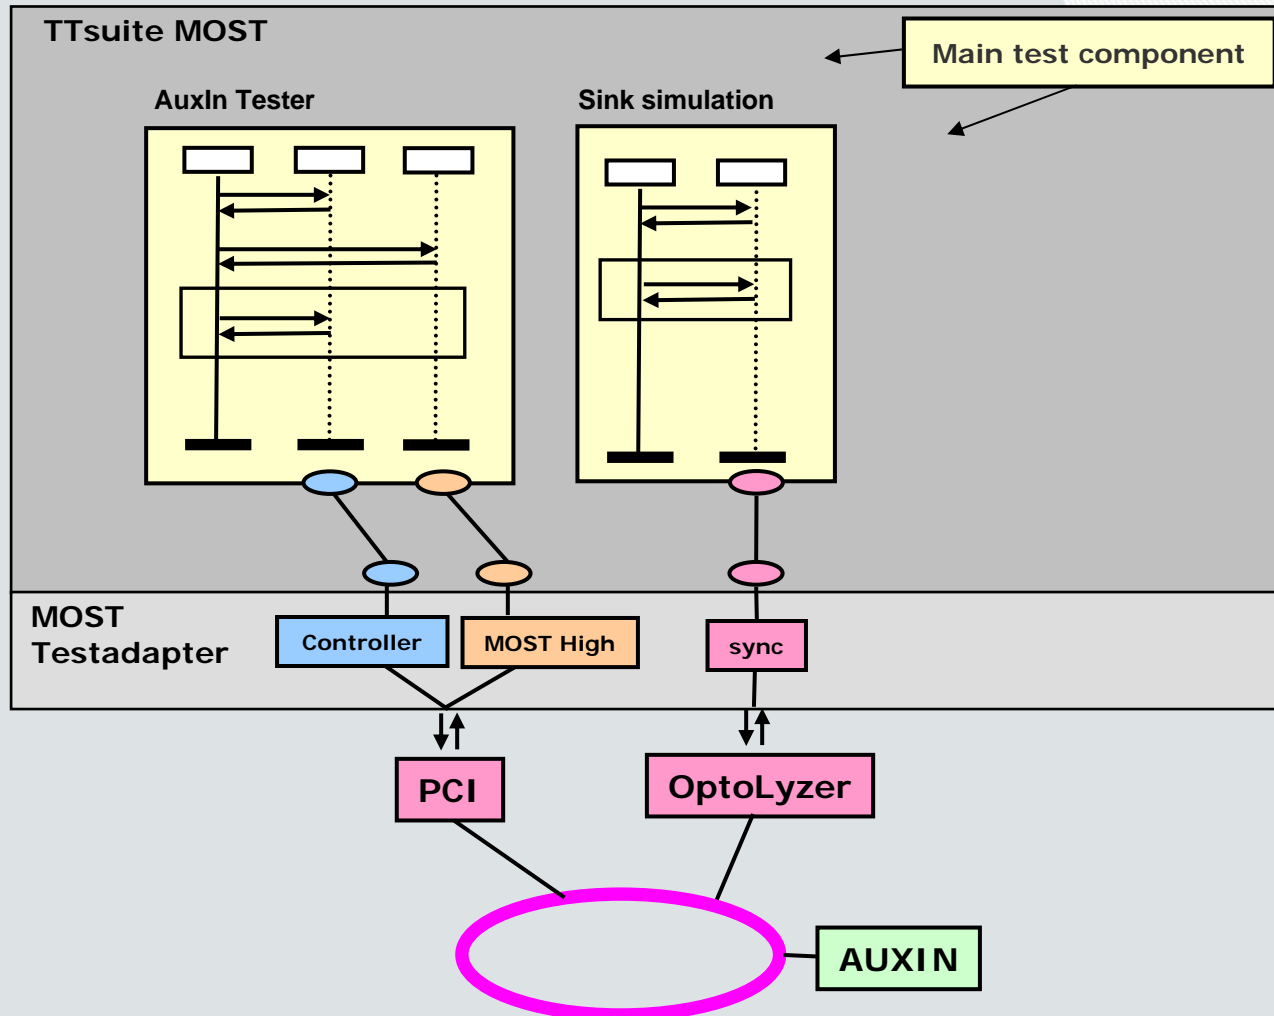 TTsuite MOST
Main test component
AuxIn Tester
Sink simulation
MOST
Testadapter
Controller
MOST High
sync
PCI
OptoLyzer
AUXIN